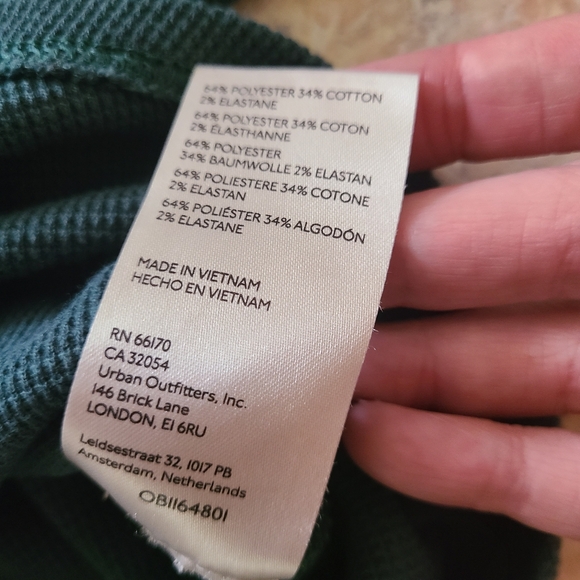 64% POLYESTER 34% COTTON
2% ELASTANE
64% POLYESTER 34% COTON
2% ÉLASTHANNE
64% POLYESTER
34% BAUMWOLLE 2% ELASTAN
64% POLIESTERE 34% COTONE
2% ELASTAN
64% POLIÉSTER 34% ALGODÓN
2% ELASTANE
MADE IN VIETNAM
HECHO EN VIETNAM
RN 66170
CA 32054
Urban Outfitters, Inc.
146 Brick Lane
LONDON, E1 6RU
Leidsestraat 32, 1017 PB
Amsterdam, Netherlands
OB1164801